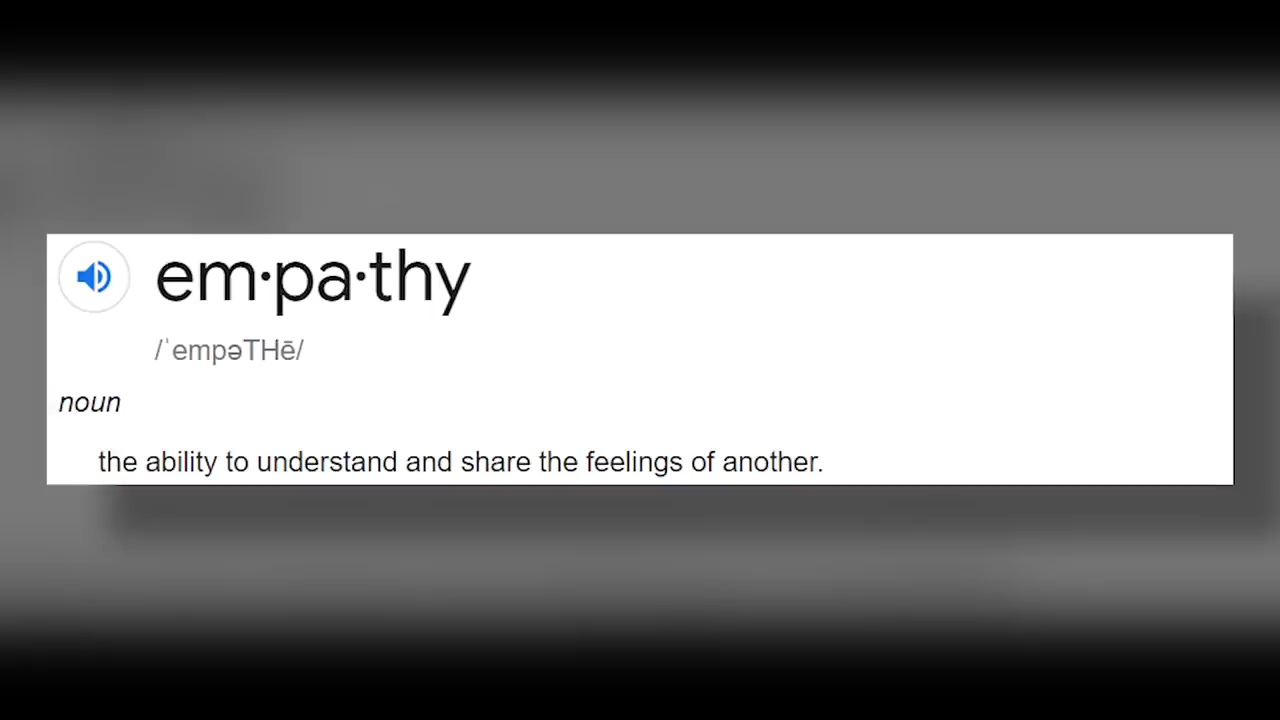 em·pa·thy
/ˈempəTHē/
noun
the ability to understand and share the feelings of another.